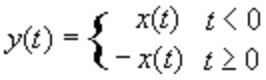 y(t) = { x(t) t < 0
− x(t) t ≥ 0